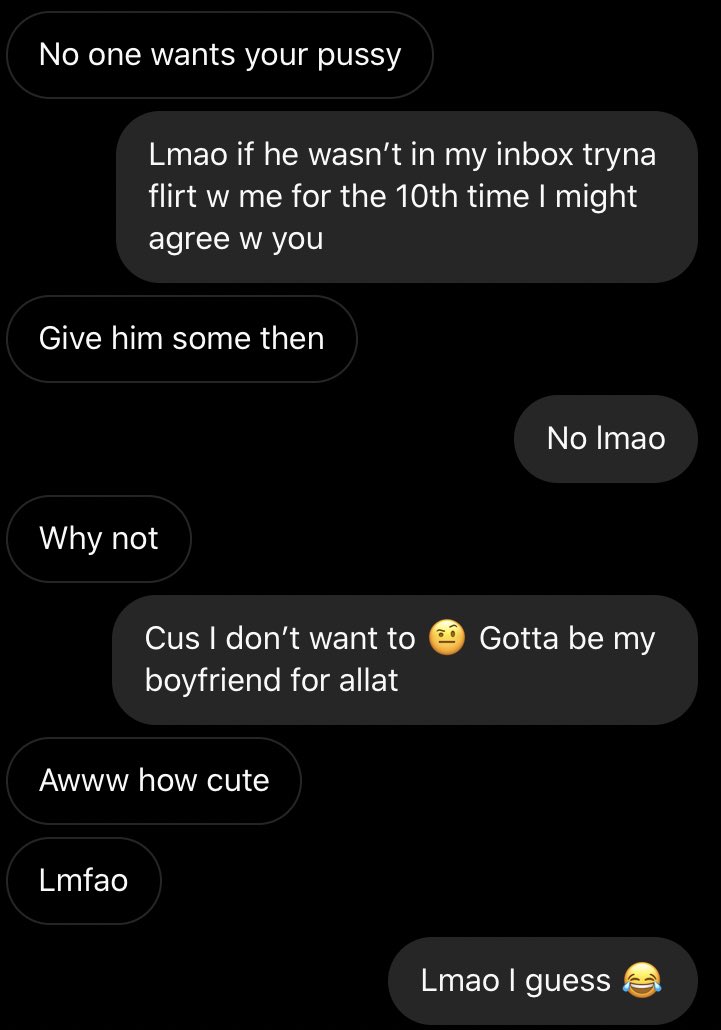 No one wants your pussy
Lmao if he wasn’t in my inbox tryna
flirt w me for the 10th time I might
agree w you
Give him some then
No lmao
Why not
Cus I don’t want to 🤨 Gotta be my
boyfriend for allat
Awww how cute
Lmfao
Lmao I guess 😂